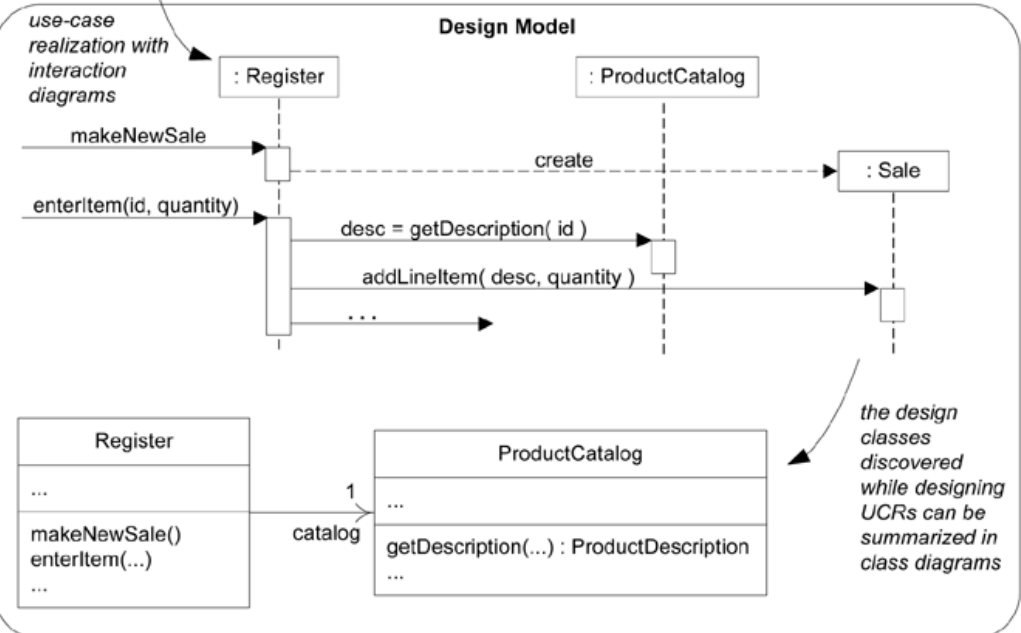 Design Model
use-case
realization with
interaction
diagrams
: Register
: ProductCatalog
makeNewSale
create
: Sale
enterItem(id, quantity)
desc = getDescription( id )
addLineItem( desc, quantity )
. . .
the design
classes
discovered
while designing
UCRs can be
summarized in
class diagrams
Register
...
makeNewSale()
enterItem(...)
...
1
catalog
ProductCatalog
...
getDescription(...) : ProductDescription
...